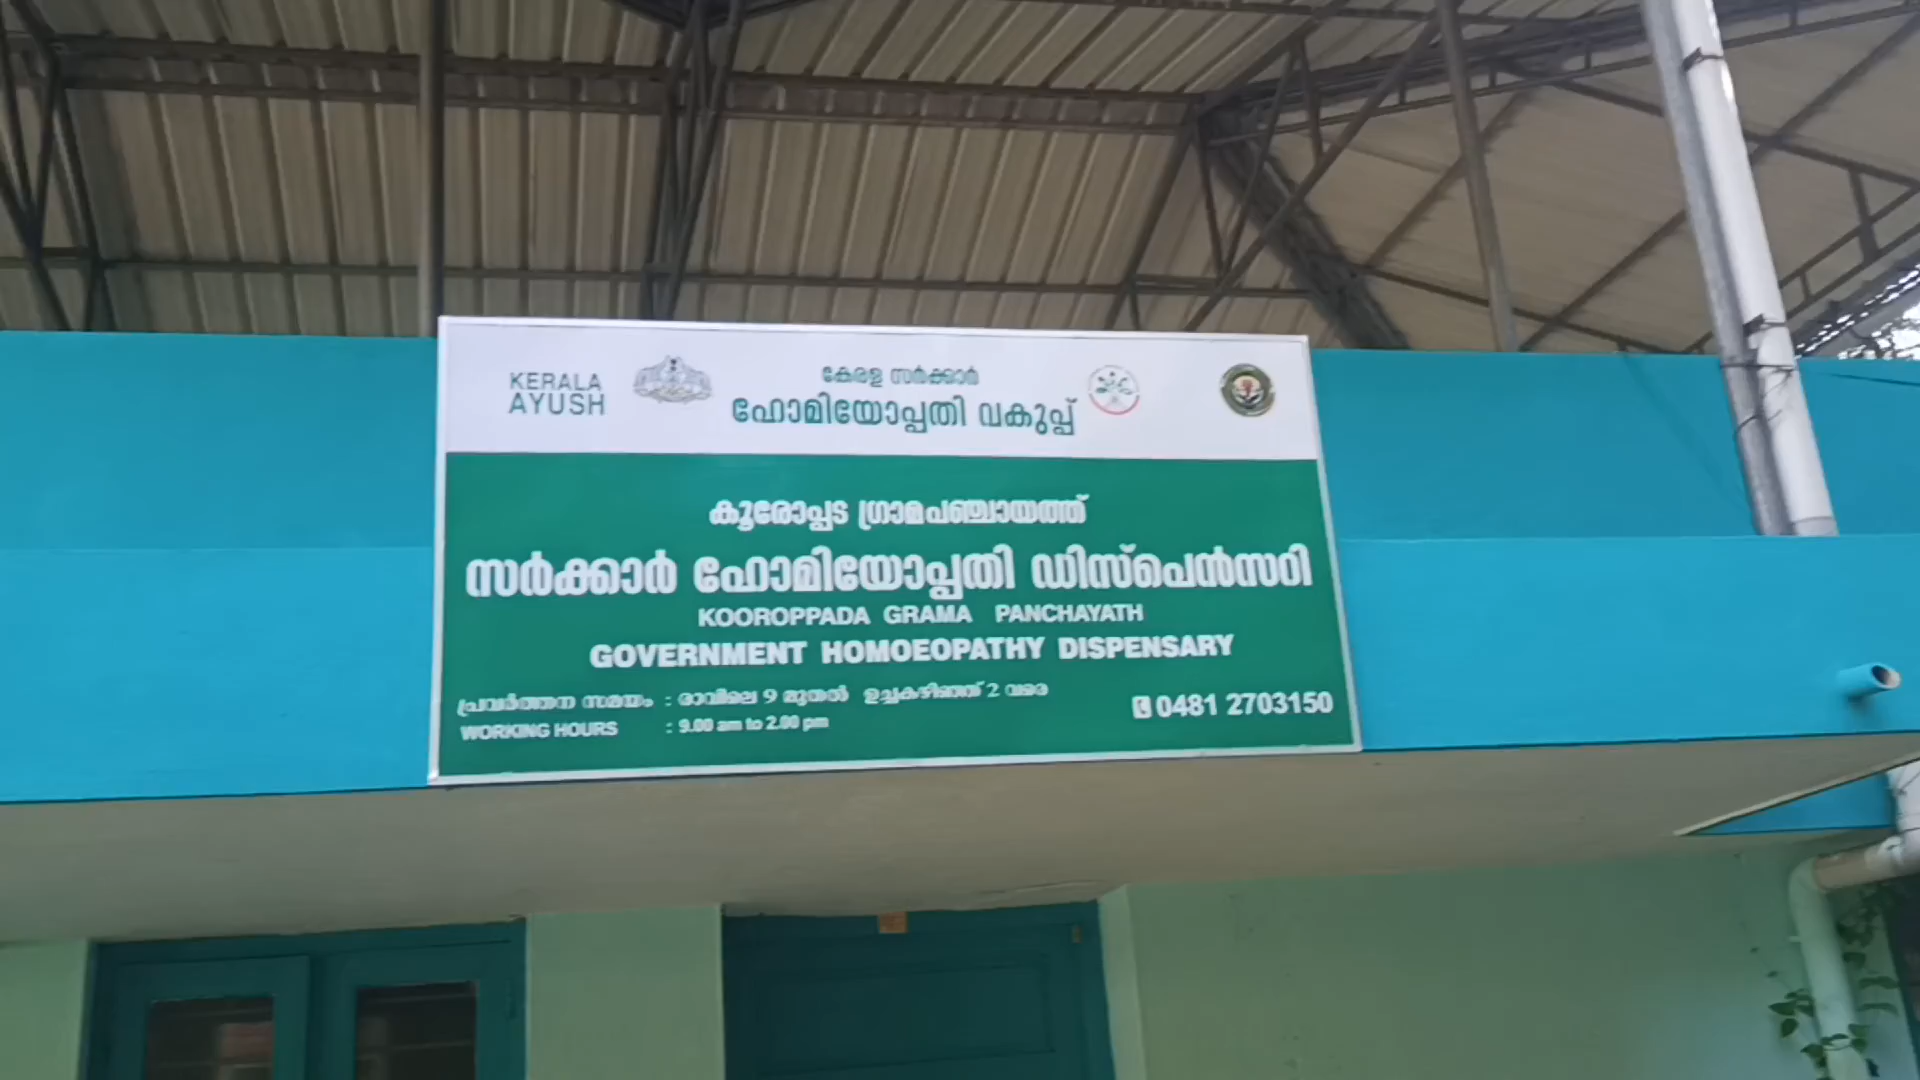 KERALA
AYUSH
കേരള സർക്കാർ
ഹോമിയോപ്പതി വകുപ്പ്
കൂരോപ്പട ഗ്രാമപഞ്ചായത്ത്
സർക്കാർ ഹോമിയോപ്പതി ഡിസ്പെൻസറി
KOOROPPADA GRAMA PANCHAYATH
GOVERNMENT HOMOEOPATHY DISPENSARY
പ്രവർത്തന സമയം : രാവിലെ 9 മുതൽ ഉച്ചകഴിഞ്ഞ് 2 വരെ
WORKING HOURS : 9.00 am to 2.00 pm
0481 2703150